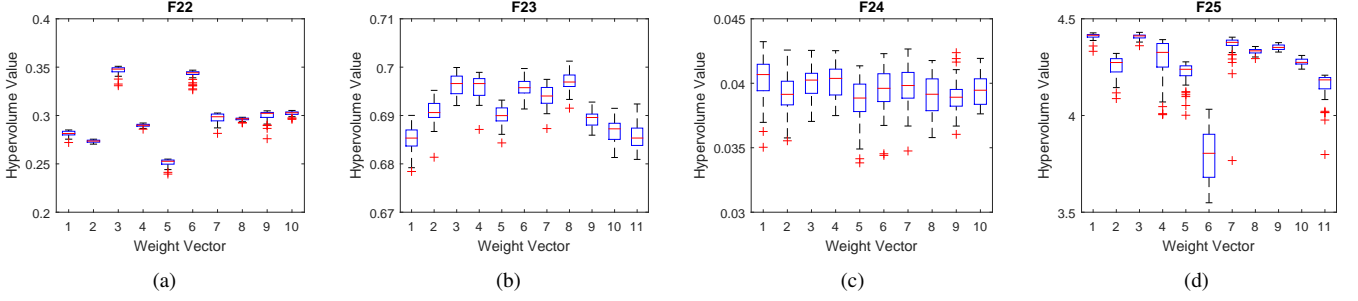 F22
Hypervolume Value
0.4
0.35
0.3
0.25
0.2
1 2 3 4 5 6 7 8 9 10
Weight Vector
(a)
F23
Hypervolume Value
0.71
0.7
0.69
0.68
0.67
1 2 3 4 5 6 7 8 9 10 11
Weight Vector
(b)
F24
Hypervolume Value
0.045
0.04
0.035
0.03
1 2 3 4 5 6 7 8 9 10
Weight Vector
(c)
F25
Hypervolume Value
4.5
4
3.5
1 2 3 4 5 6 7 8 9 10 11
Weight Vector
(d)